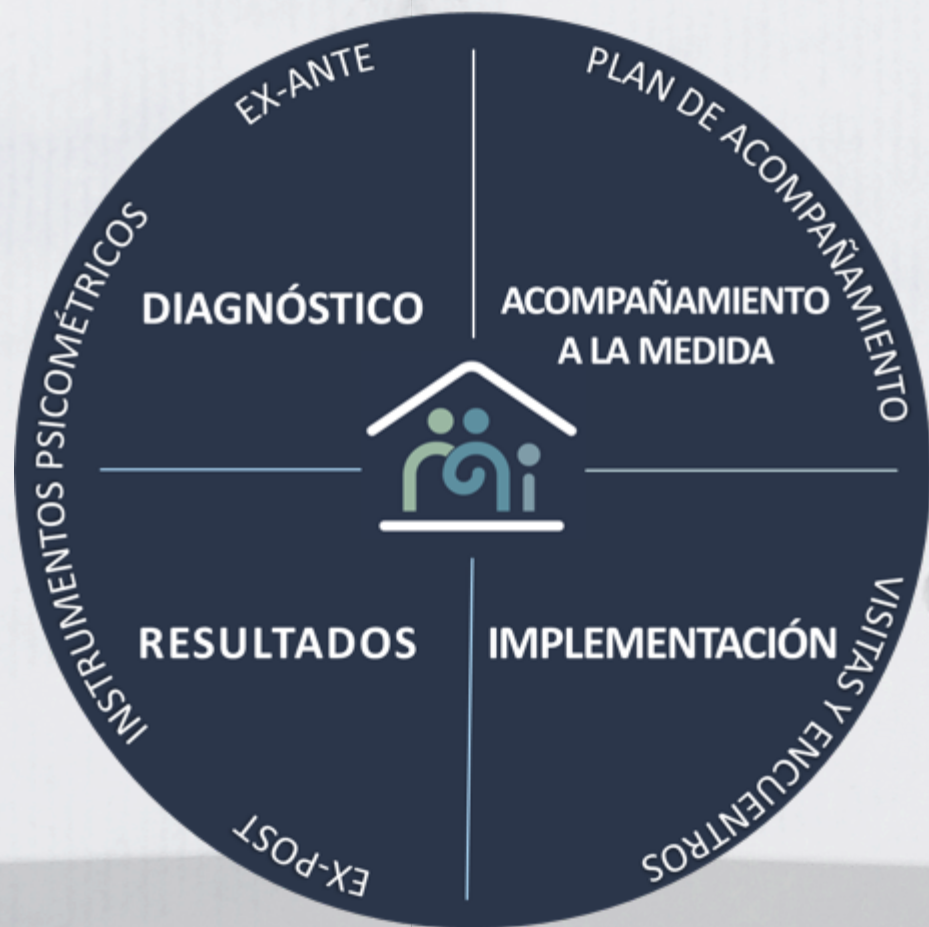 EX-ANTE
PLAN DE ACOMPAÑAMIENTO
INSTRUMENTOS PSICOMÉTRICOS
DIAGNÓSTICO
ACOMPAÑAMIENTO
A LA MEDIDA
RESULTADOS
IMPLEMENTACIÓN
VISITAS Y ENCUENTROS
EX-POST